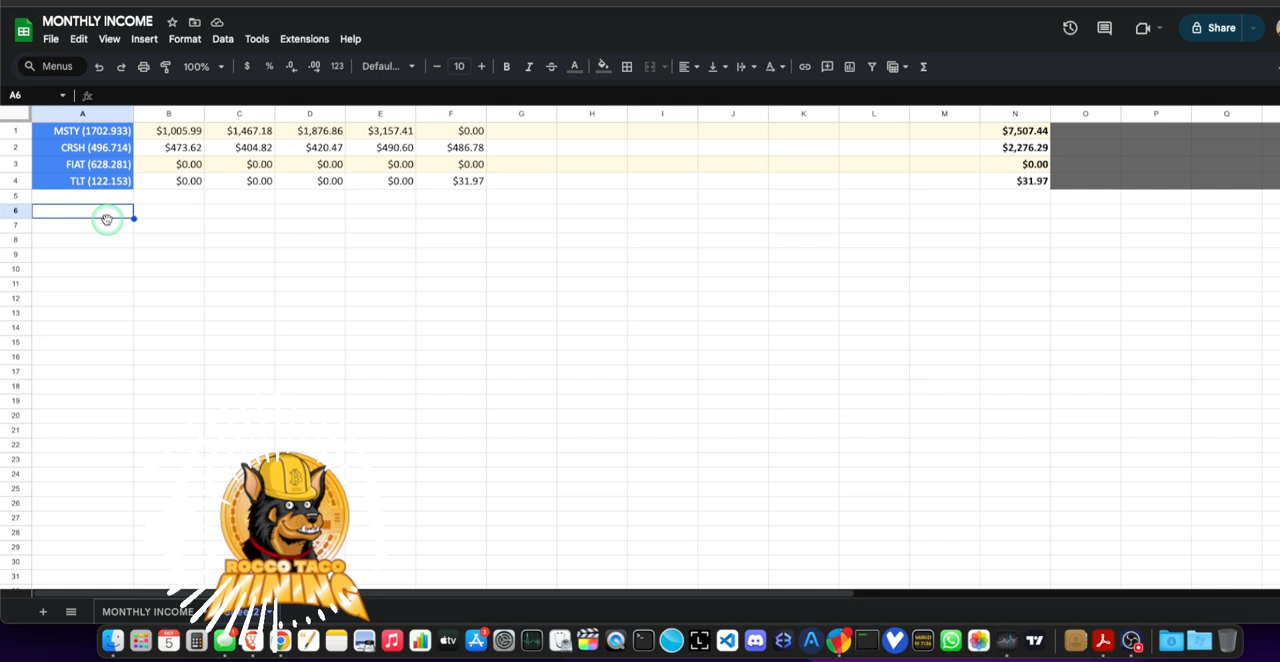 MONTHLY INCOME
File Edit View Insert Format Data Tools Extensions Help
Share
Menus 100% $ % .0 .00 123 Defaul... − 10 + B I A Σ
A6 fx
A B C D E F G H I J K L M N O P Q
1 MSTY (1702.933) $1,005.99 $1,467.18 $1,876.86 $3,157.41 $0.00 $7,507.44
2 CRSH (496.714) $473.62 $404.82 $420.47 $490.60 $486.78 $2,276.29
3 FIAT (628.281) $0.00 $0.00 $0.00 $0.00 $0.00 $0.00
4 TLT (122.153) $0.00 $0.00 $0.00 $0.00 $31.97 $31.97
5
6
7
8
9
10
11
12
13
14
15
16
17
18
19
20
21
22
23
24
25
26
27
28
29
30
31
ROCCO TACO
MINING
+ MONTHLY INCOME
OCT
5
tv